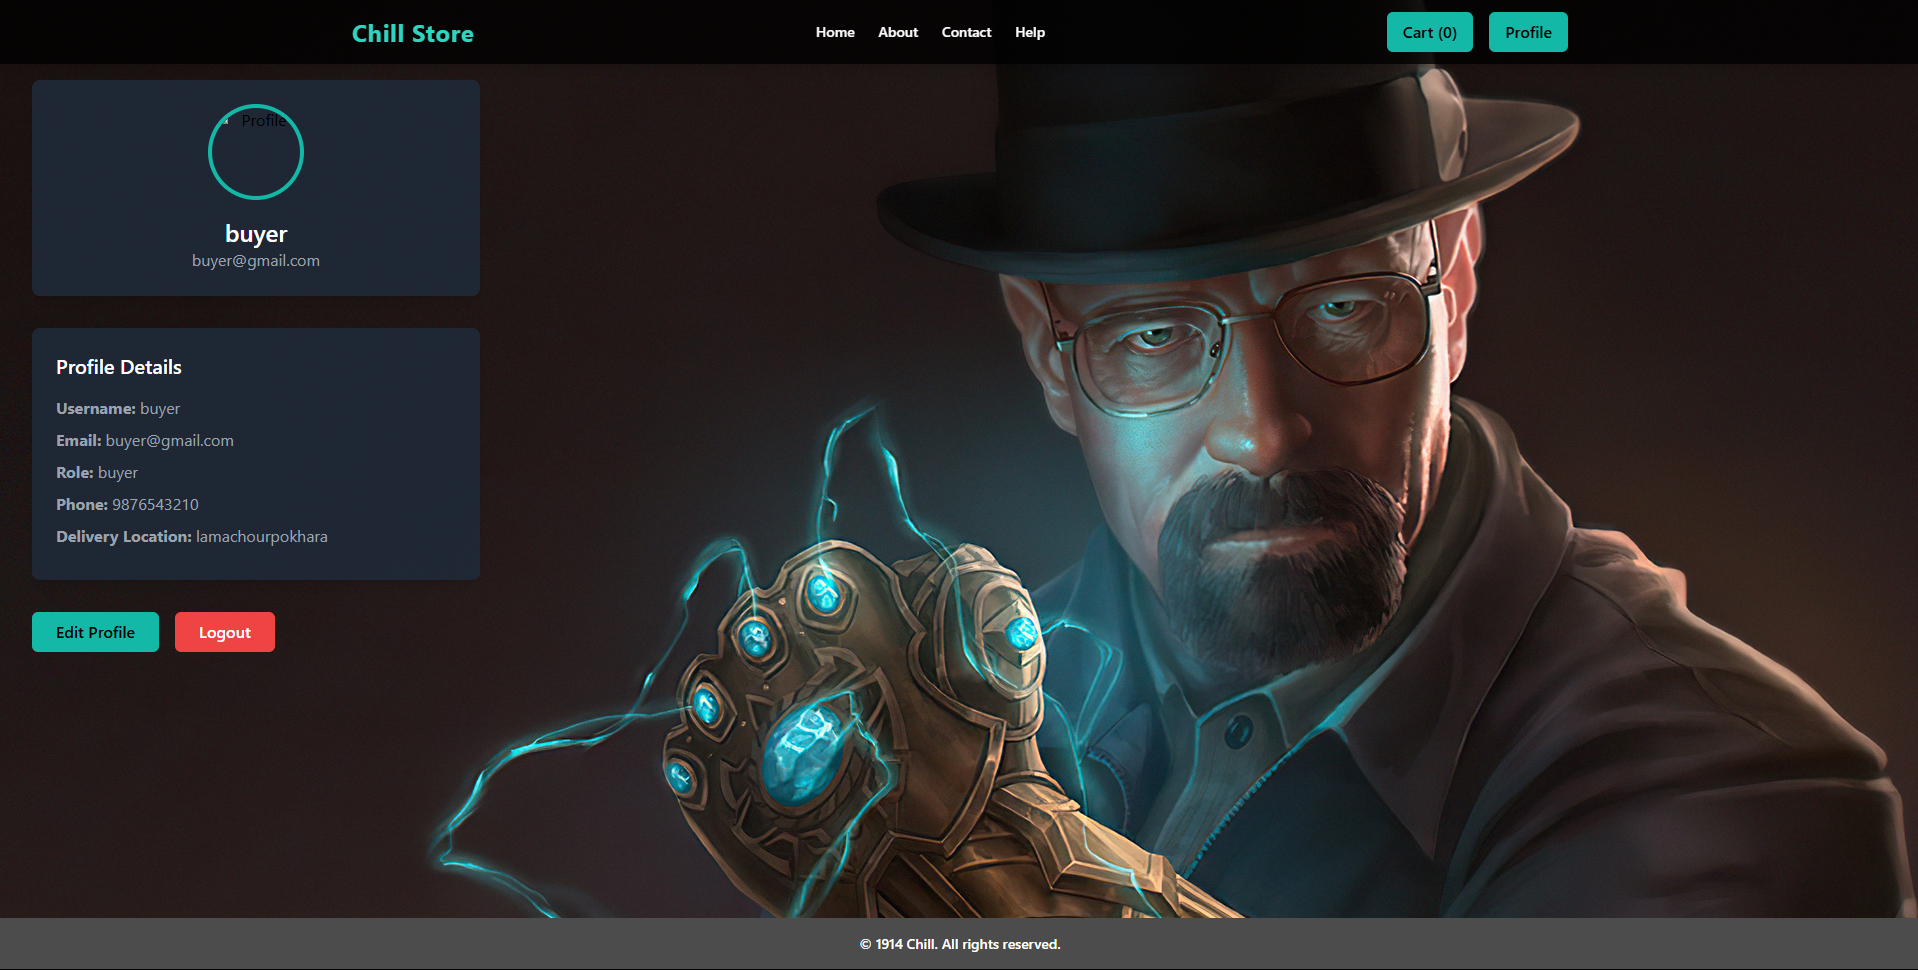 Chill Store
Home About Contact Help
Cart (0) Profile
Profile
buyer
buyer@gmail.com
Profile Details
Username: buyer
Email: buyer@gmail.com
Role: buyer
Phone: 9876543210
Delivery Location: lamachourpokhara
Edit Profile Logout
© 1914 Chill. All rights reserved.